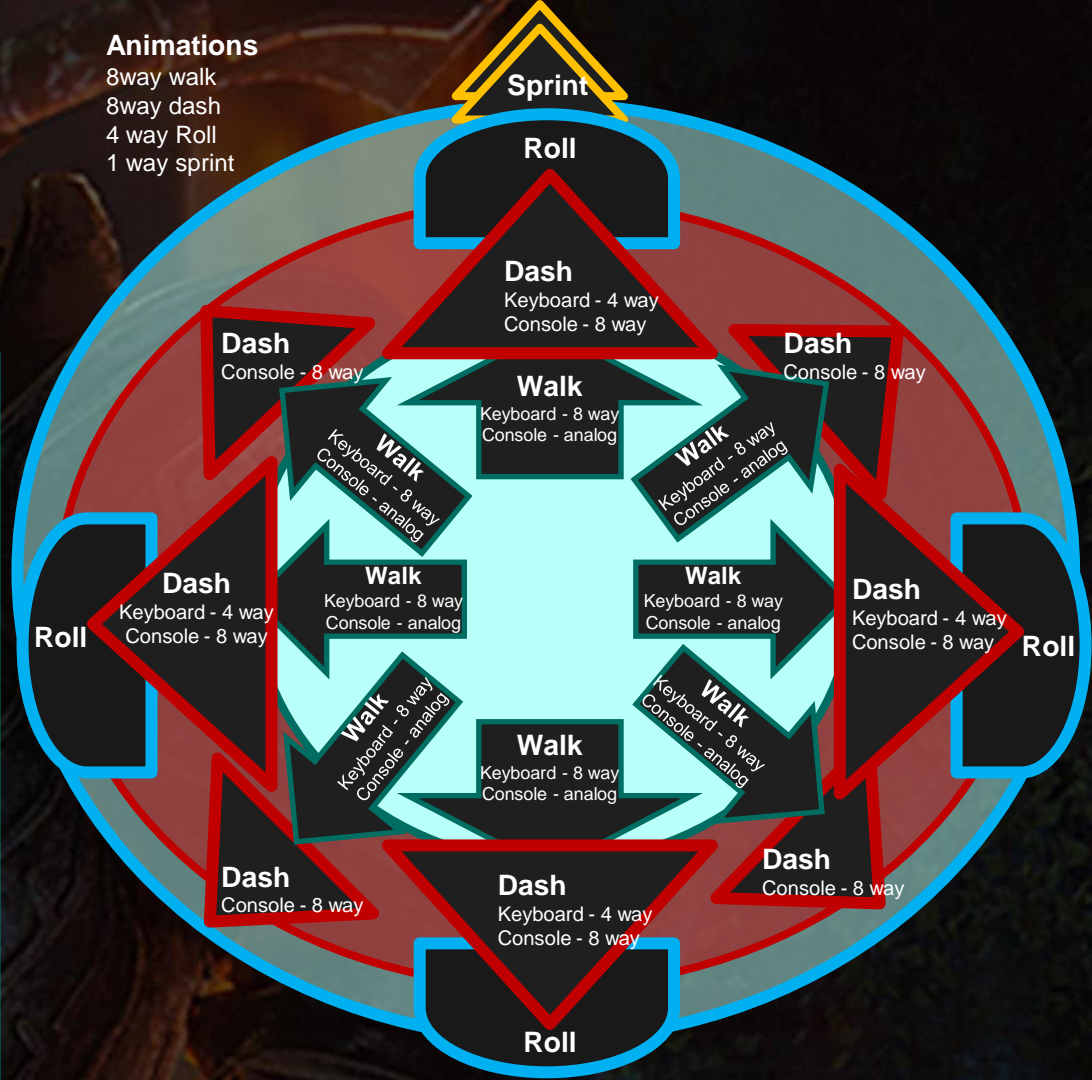 Animations
8way walk
8way dash
4 way Roll
1 way sprint
Sprint
Roll
Dash
Keyboard - 4 way
Console - 8 way
Dash
Console - 8 way
Dash
Console - 8 way
Walk
Keyboard - 8 way
Console - analog
Walk
Keyboard - 8 way
Console - analog
Walk
Keyboard - 8 way
Console - analog
Roll
Dash
Keyboard - 4 way
Console - 8 way
Walk
Keyboard - 8 way
Console - analog
Walk
Keyboard - 8 way
Console - analog
Dash
Keyboard - 4 way
Console - 8 way
Roll
Walk
Keyboard - 8 way
Console - analog
Walk
Keyboard - 8 way
Console - analog
Walk
Keyboard - 8 way
Console - analog
Dash
Console - 8 way
Dash
Keyboard - 4 way
Console - 8 way
Dash
Console - 8 way
Roll